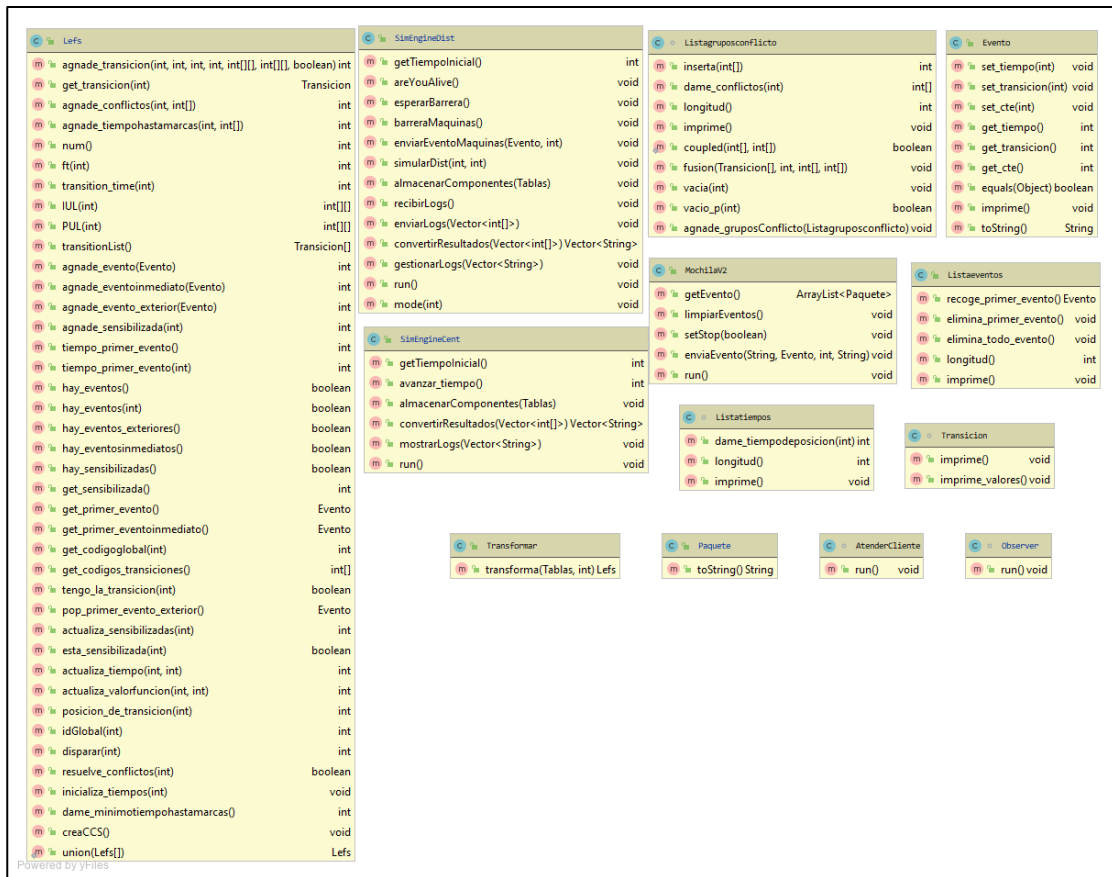 Lefs
agnade_transicion(int, int, int, int, int[][], int[][], boolean) int
get_transicion(int) Transicion
agnade_conflictos(int, int[]) int
agnade_tiempohastamarcas(int, int[]) int
num() int
ft(int) int
transition_time(int) int
IUL(int) int[][]
PUL(int) int[][]
transitionList() Transicion[]
agnade_evento(Evento) int
agnade_eventoinmediato(Evento) int
agnade_evento_exterior(Evento) int
agnade_sensibilizada(int) int
tiempo_primer_evento() int
tiempo_primer_evento(int) int
hay_eventos() boolean
hay_eventos(int) boolean
hay_eventos_exteriores() boolean
hay_eventosinmediatos() boolean
hay_sensibilizadas() boolean
get_sensibilizada() int
get_primer_evento() Evento
get_primer_eventoinmediato() Evento
get_codigoglobal(int) int
get_codigos_transiciones() int[]
tengo_la_transicion(int) boolean
pop_primer_evento_exterior() Evento
actualiza_sensibilizadas(int) int
esta_sensibilizada(int) boolean
actualiza_tiempo(int, int) int
actualiza_valorfuncion(int, int) int
posicion_de_transicion(int) int
idGlobal(int) int
disparar(int) int
resuelve_conflictos(int) boolean
inicializa_tiempos(int) void
dame_minimotiempohastamarcas() int
creaCCS() void
union(Lefs[]) Lefs
SimEngineDist
getTiempoInicial() int
areYouAlive() void
esperarBarrera() void
barreraMaquinas() void
enviarEventoMaquinas(Evento, int) void
simularDist(int, int) void
almacenarComponentes(Tablas) void
recibirLogs() void
enviarLogs(Vector<int[]>) void
convertirResultados(Vector<int[]>) Vector<String>
gestionarLogs(Vector<String>) void
run() void
mode(int) void
SimEngineCent
getTiempoInicial() int
avanzar_tiempo() int
almacenarComponentes(Tablas) void
convertirResultados(Vector<int[]>) Vector<String>
mostrarLogs(Vector<String>) void
run() void
Listagruposconflicto
inserta(int[]) int
dame_conflictos(int) int[]
longitud() int
imprime() void
coupled(int[], int[]) boolean
fusion(Transicion[], int, int[], int[]) void
vacia(int) void
vacio_p(int) boolean
agnade_gruposConflicto(Listagruposconflicto) void
Evento
set_tiempo(int) void
set_transicion(int) void
set_cte(int) void
get_tiempo() int
get_transicion() int
get_cte() int
equals(Object) boolean
imprime() void
toString() String
MochilaV2
getEvento() ArrayList<Paquete>
limpiarEventos() void
setStop(boolean) void
enviaEvento(String, Evento, int, String) void
run() void
Listaeventos
recoge_primer_evento() Evento
elimina_primer_evento() void
elimina_todo_evento() void
longitud() int
imprime() void
Listatiempos
dame_tiempodeposicion(int) int
longitud() int
imprime() void
Transicion
imprime() void
imprime_valores() void
Transformar
transforma(Tablas, int) Lefs
Paquete
toString() String
AtenderCliente
run() void
Observer
run() void
Powered by yFiles